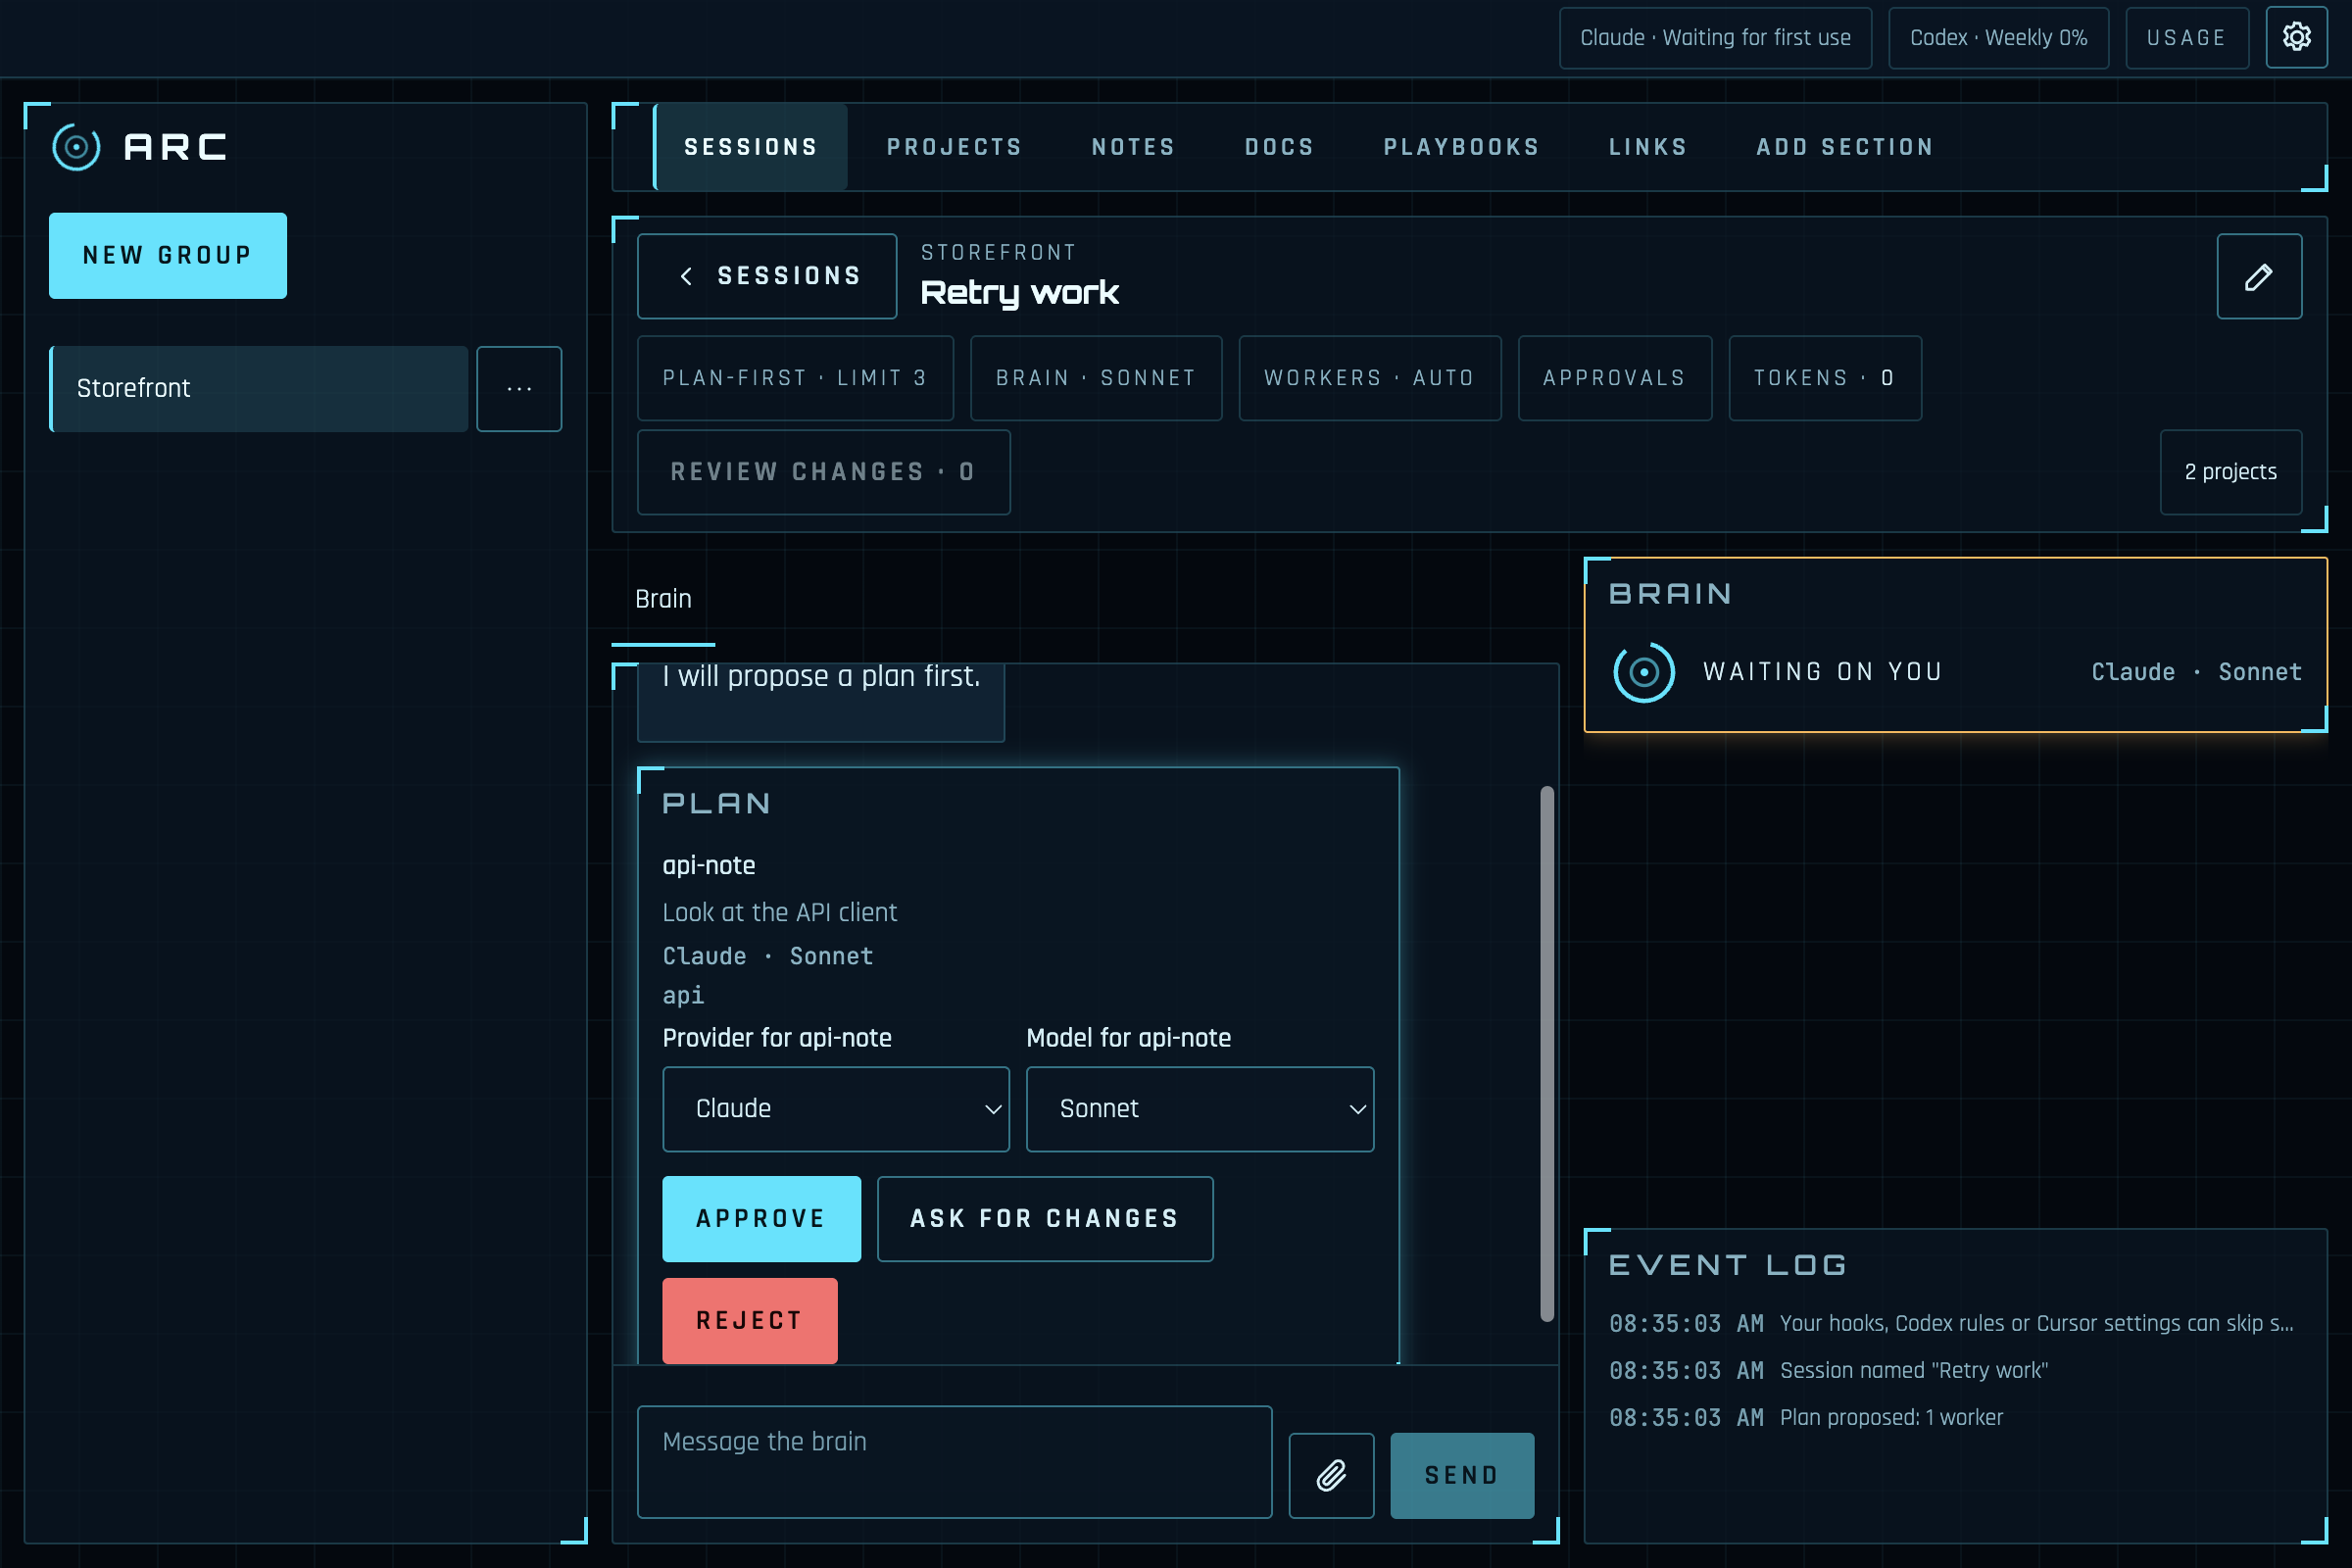 Claude · Waiting for first use
Codex · Weekly 0%
USAGE
ARC
NEW GROUP
Storefront
...
SESSIONS
PROJECTS
NOTES
DOCS
PLAYBOOKS
LINKS
ADD SECTION
SESSIONS
STOREFRONT
Retry work
PLAN-FIRST · LIMIT 3
BRAIN · SONNET
WORKERS · AUTO
APPROVALS
TOKENS · 0
REVIEW CHANGES · 0
2 projects
Brain
I will propose a plan first.
PLAN
api-note
Look at the API client
Claude · Sonnet
api
Provider for api-note
Model for api-note
Claude
Sonnet
APPROVE
ASK FOR CHANGES
REJECT
Message the brain
SEND
BRAIN
WAITING ON YOU
Claude · Sonnet
EVENT LOG
08:35:03 AM Your hooks, Codex rules or Cursor settings can skip s...
08:35:03 AM Session named "Retry work"
08:35:03 AM Plan proposed: 1 worker